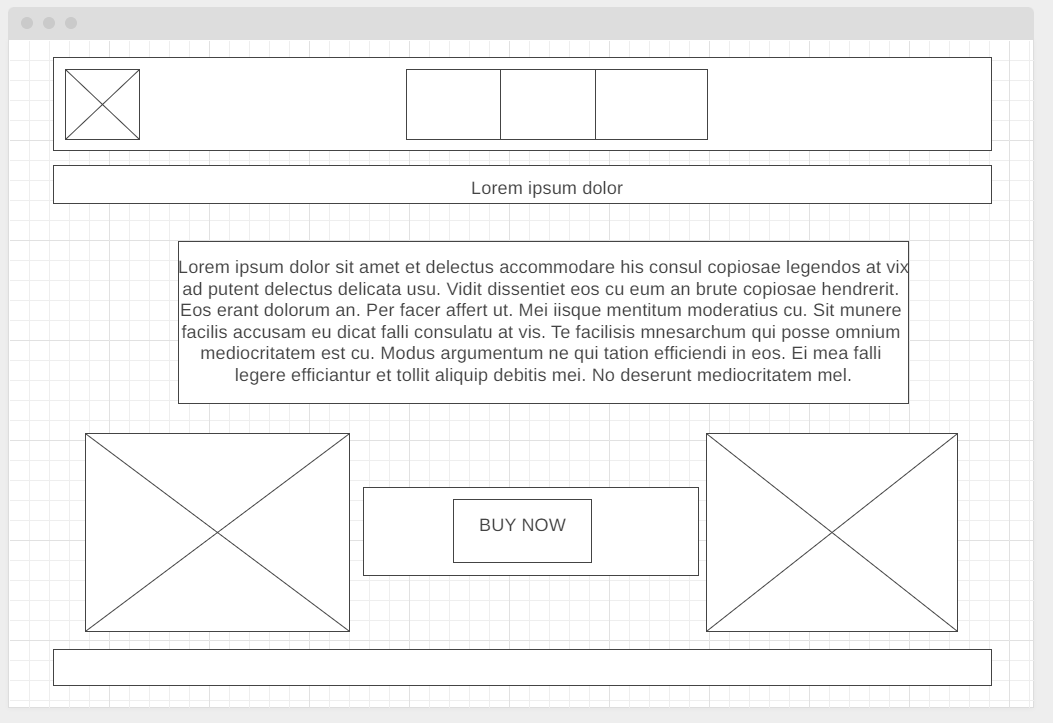 Lorem ipsum dolor
Lorem ipsum dolor sit amet et delectus accommodare his consul copiosae legendos at vix
ad putent delectus delicata usu. Vidit dissentiet eos cu eum an brute copiosae hendrerit.
Eos erant dolorum an. Per facer affert ut. Mei iisque mentitum moderatius cu. Sit munere
facilis accusam eu dicat falli consulatu at vis. Te facilisis mnesarchum qui posse omnium
mediocritatem est cu. Modus argumentum ne qui tation efficiendi in eos. Ei mea falli
legere efficiantur et tollit aliquip debitis mei. No deserunt mediocritatem mel.
BUY NOW